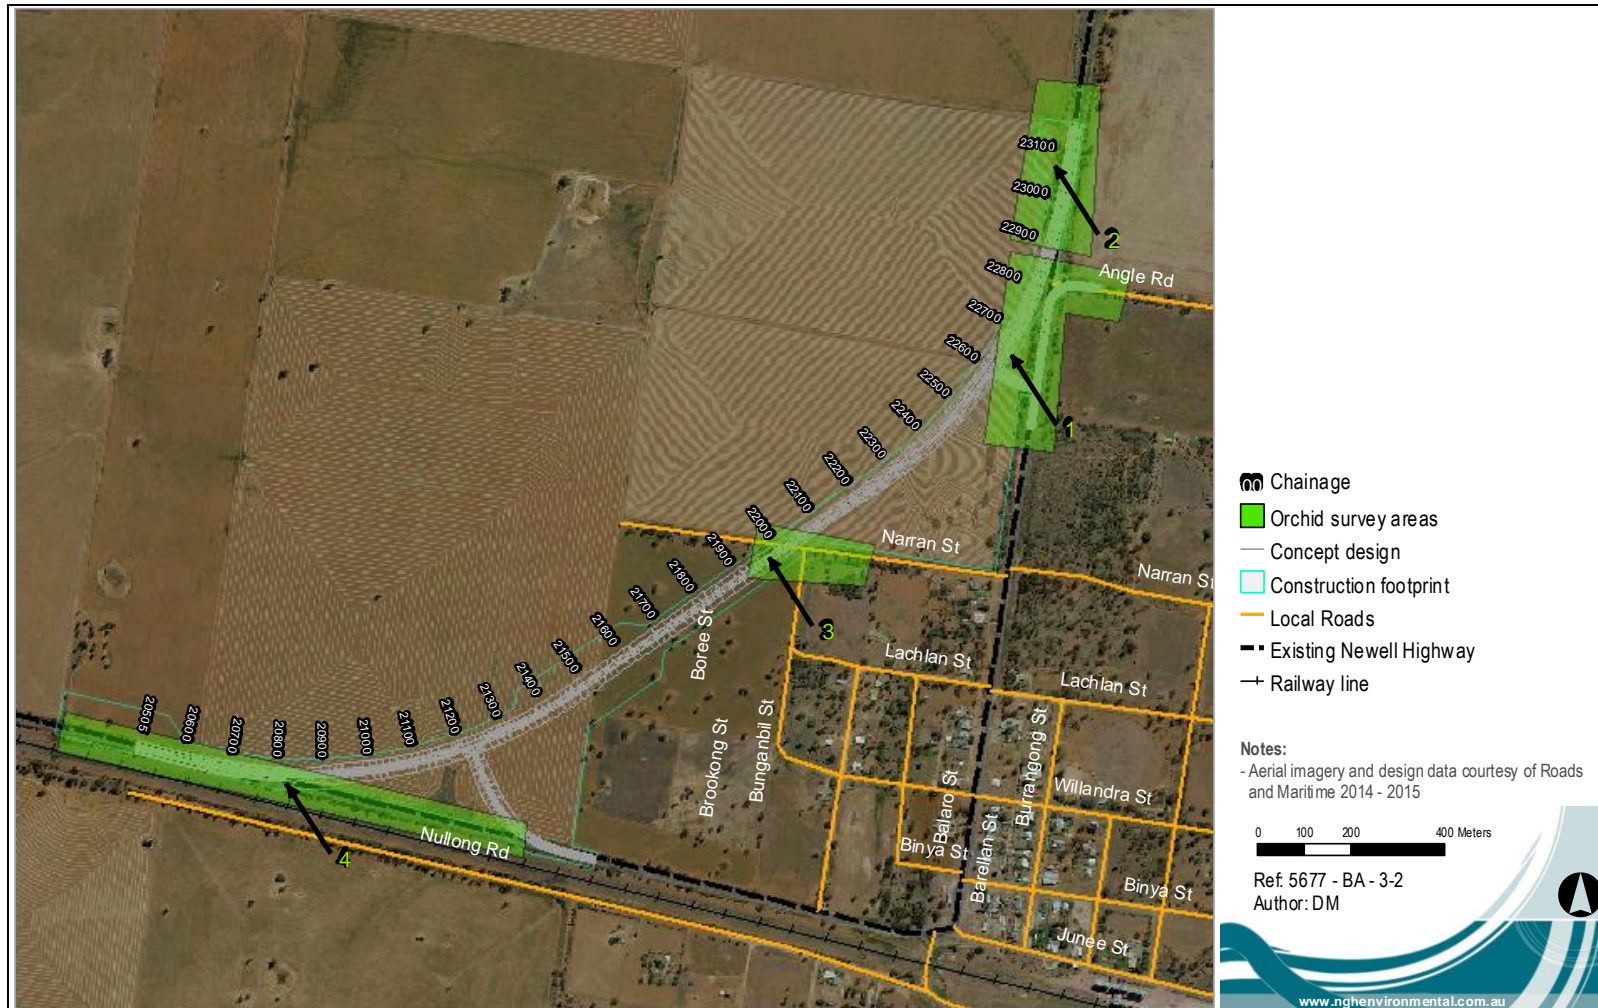 23100
23000
2
22900
22800
Angle Rd
22700
22600
22500
1
22400
22300
22200
22100
22000
Narran St
21900
Narran St
21800
21700
3
21600
Boree St
Lachlan St
21500
Lachlan St
21400
21300
21200
21100
21000
20900
20800
20700
20600
20505
Brookong St
Bunganbil St
Burrangong St
Balaro St
Willandra St
Barellan St
Nullong Rd
Binya St
4
Binya St
Junee St
00 Chainage
Orchid survey areas
Concept design
Construction footprint
Local Roads
Existing Newell Highway
Railway line
Notes:
- Aerial imagery and design data courtesy of Roads
and Maritime 2014 - 2015
0 100 200 400 Meters
Ref: 5677 - BA - 3-2
Author: DM
www.nghenvironmental.com.au